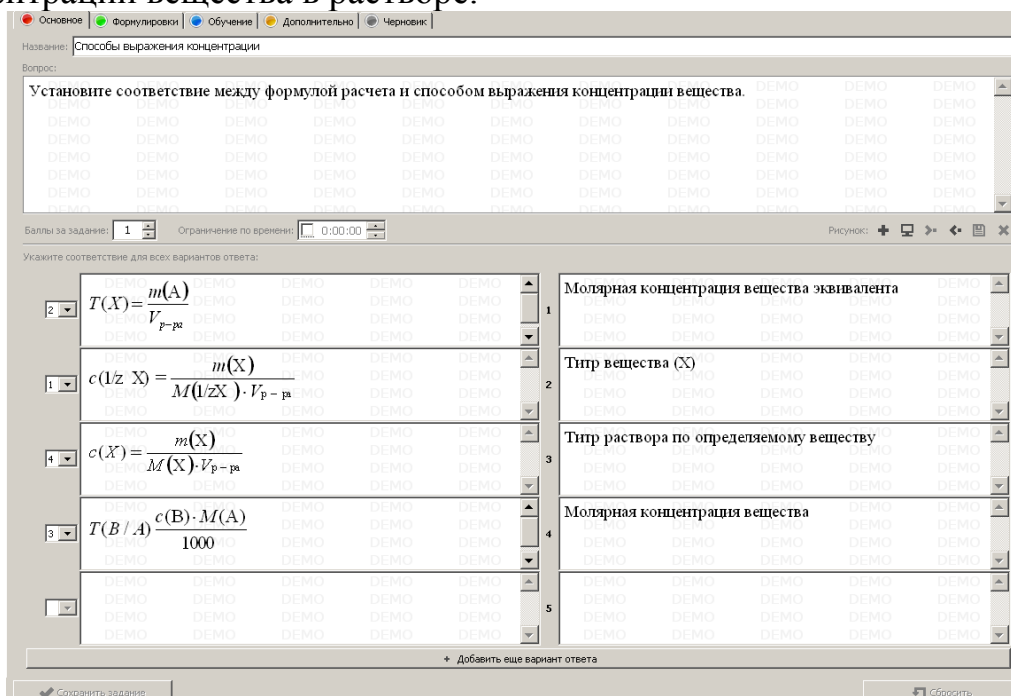 нтрации вещества в растворе.
Основное Формулировки Обучение Дополнительно Черновик
Название: Способы выражения концентрации
Вопрос:
Установите соответствие между формулой расчета и способом выражения концентрации вещества.
Баллы за задание: 1 Ограничение по времени: 0:00:00 Рисунок:
Укажите соответствие для всех вариантов ответа:
2 T(X) = m(A) / V р-ра 1 Молярная концентрация вещества эквивалента
1 c(1/z X) = m(X) / M(1/zX) · V р – ра 2 Титр вещества (X)
4 c(X) = m(X) / M(X)·V р – ра 3 Титр раствора по определяемому веществу
3 T(B / A) c(B)·M(A) / 1000 4 Молярная концентрация вещества
5
+ Добавить еще вариант ответа
Сохранить задание Сбросить